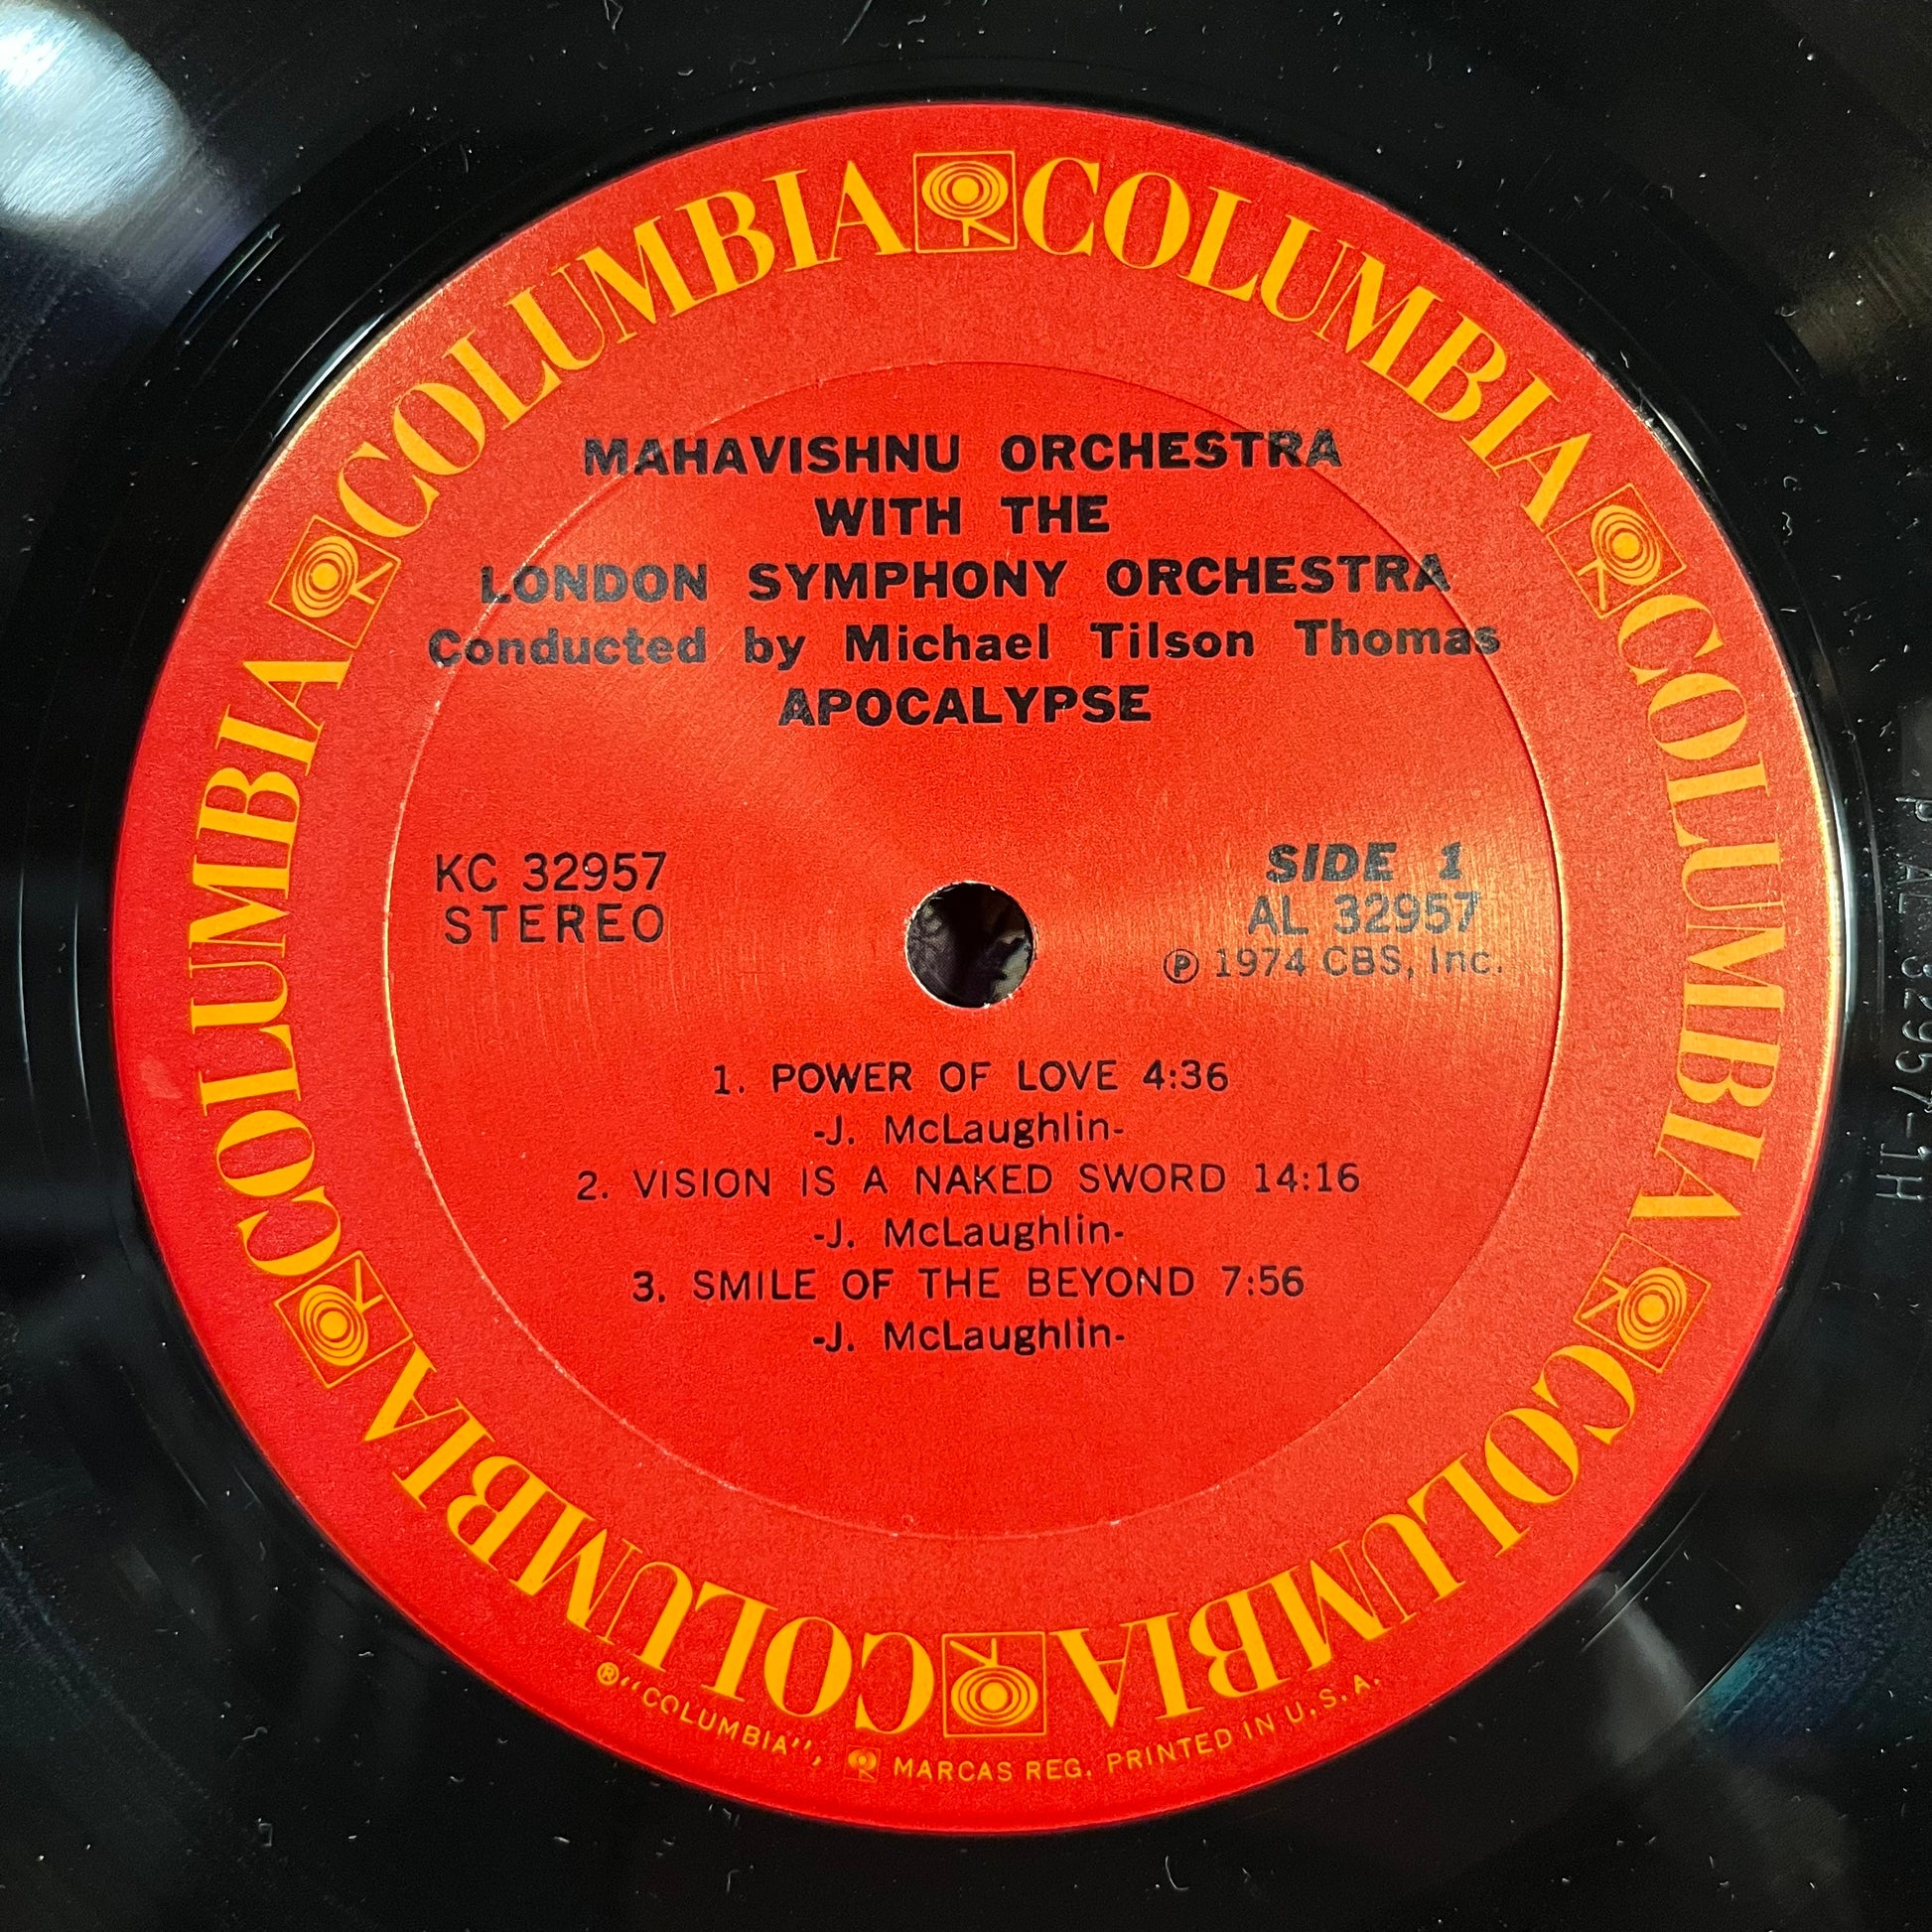 COLUMBIA COLUMBIA COLUMBIA COLUMBIA COLUMBIA COLUMBIA
MAHAVISHNU ORCHESTRA
WITH THE
LONDON SYMPHONY ORCHESTRA
Conducted by Michael Tilson Thomas
APOCALYPSE
KC 32957
STEREO
SIDE 1
AL 32957
Ⓟ 1974 CBS, Inc.
1. POWER OF LOVE 4:36
-J. McLaughlin-
2. VISION IS A NAKED SWORD 14:16
-J. McLaughlin-
3. SMILE OF THE BEYOND 7:56
-J. McLaughlin-
®"COLUMBIA", MARCAS REG. PRINTED IN U.S.A.
P AL 32957-1H